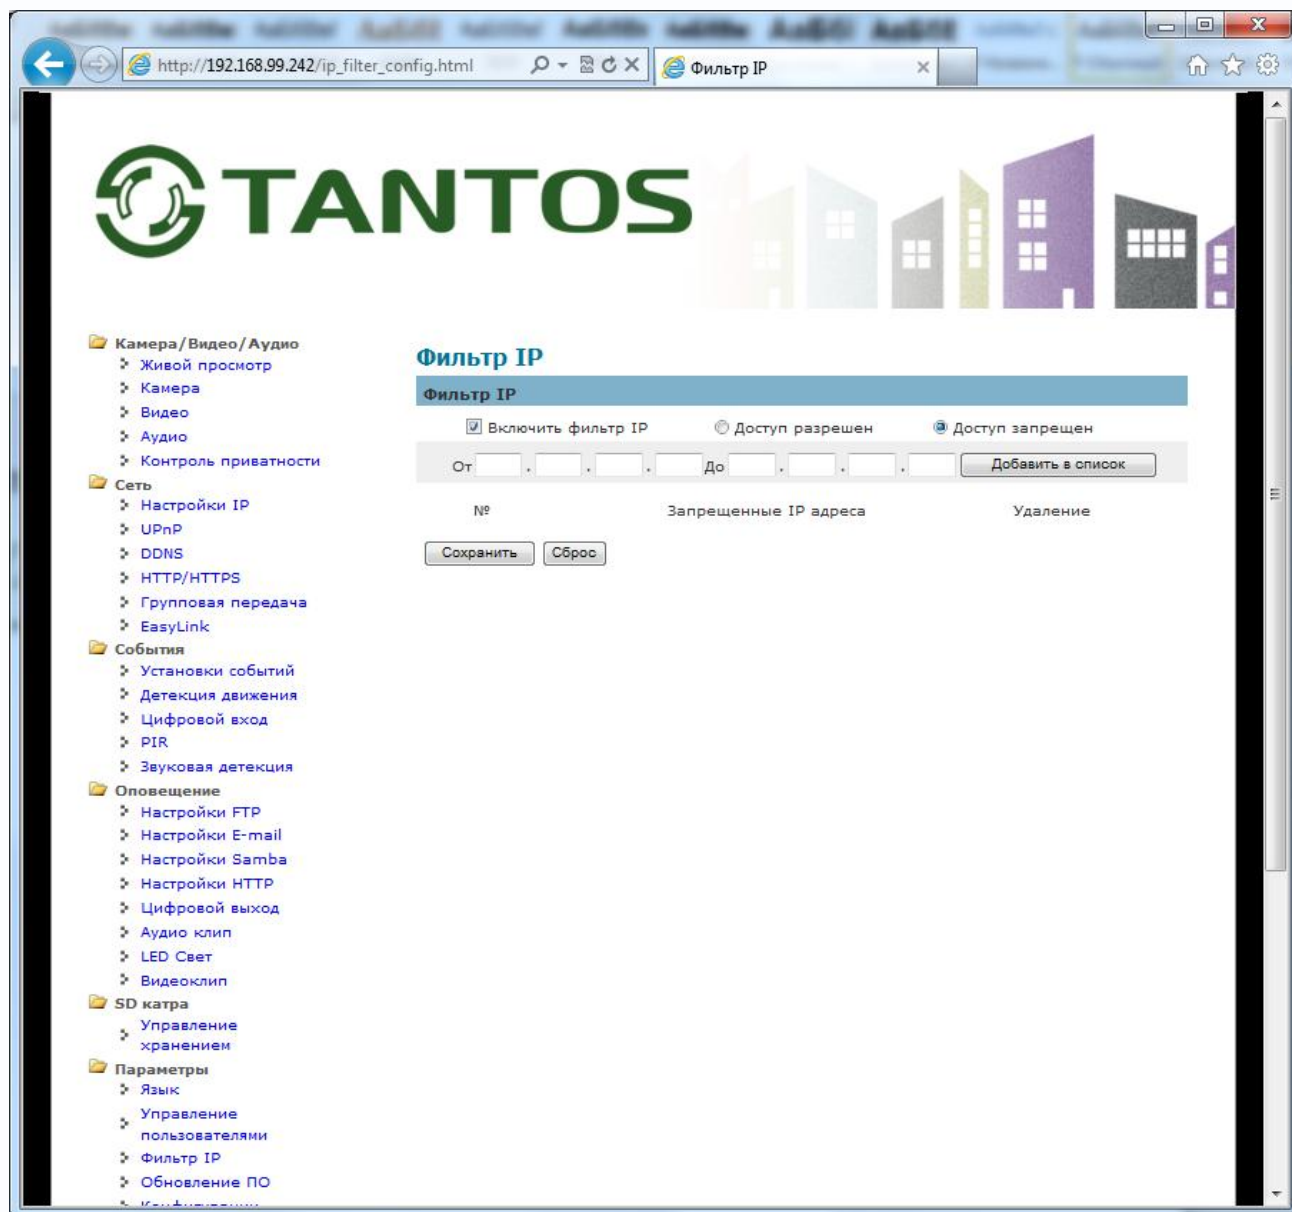 http://192.168.99.242/ip_filter_config.html
Фильтр IP
TANTOS
Камера/Видео/Аудио
Живой просмотр
Камера
Видео
Аудио
Контроль приватности
Сеть
Настройки IP
UPnP
DDNS
HTTP/HTTPS
Групповая передача
EasyLink
События
Установки событий
Детекция движения
Цифровой вход
PIR
Звуковая детекция
Оповещение
Настройки FTP
Настройки E-mail
Настройки Samba
Настройки HTTP
Цифровой выход
Аудио клип
LED Свет
Видеоклип
SD катра
Управление
хранением
Параметры
Язык
Управление
пользователями
Фильтр IP
Обновление ПО
Фильтр IP
Фильтр IP
Включить фильтр IP Доступ разрешен Доступ запрещен
От . . . До . . . Добавить в список
№ Запрещенные IP адреса Удаление
Сохранить Сброс